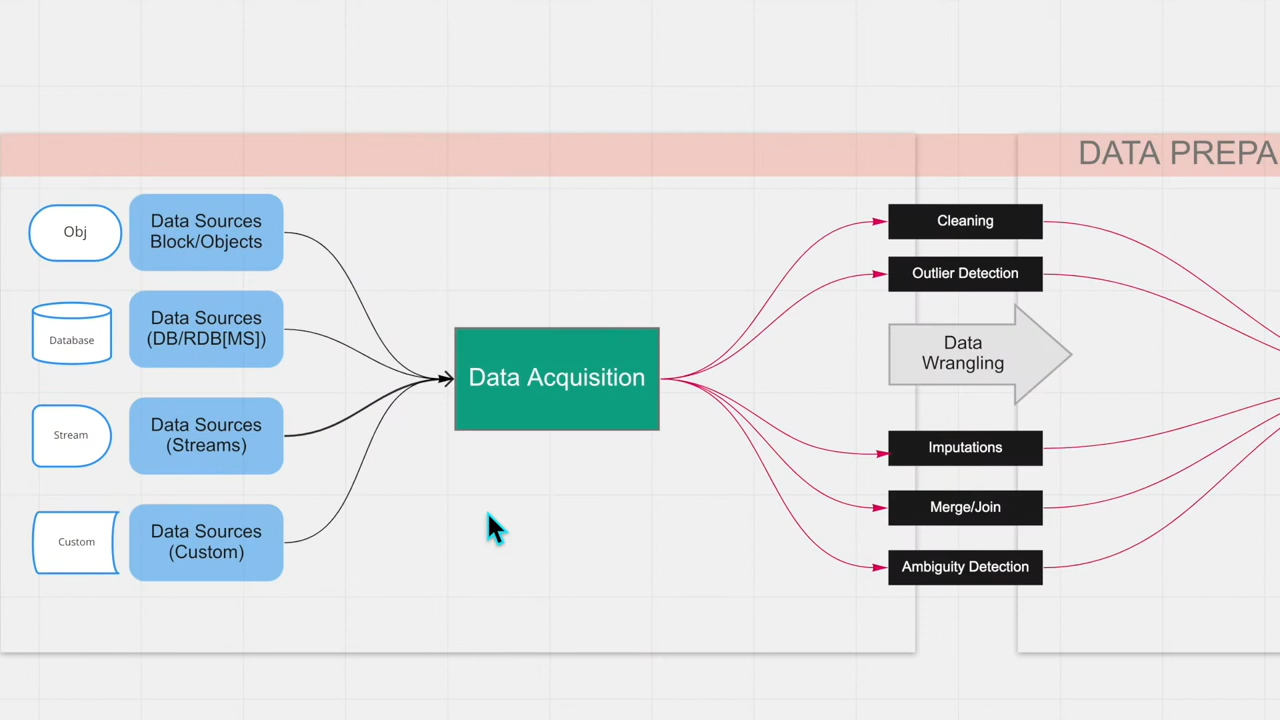 DATA PREPA
Obj
Data Sources
Block/Objects
Database
Data Sources
(DB/RDB[MS])
Stream
Data Sources
(Streams)
Custom
Data Sources
(Custom)
Data Acquisition
Cleaning
Outlier Detection
Data
Wrangling
Imputations
Merge/Join
Ambiguity Detection